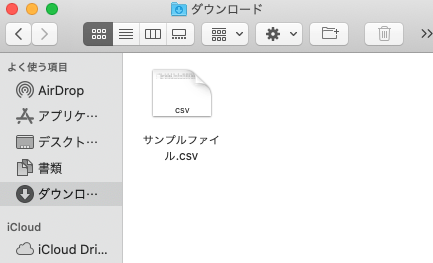 ダウンロード
よく使う項目
AirDrop
アプリケ…
デスクト…
書類
ダウンロ…
iCloud
iCloud Dri…
CSV
サンプルファイ
ル.CSV